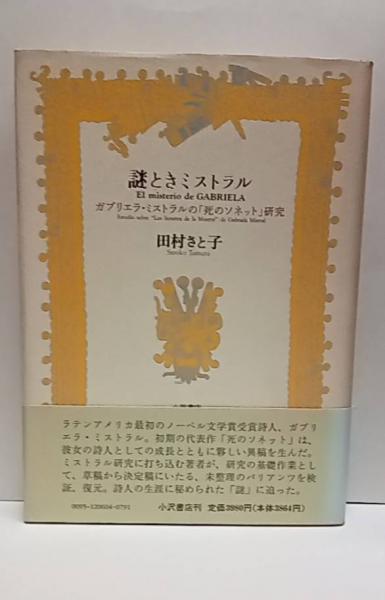 謎ときミストラル
El misterio de GABRIELA
ガブリエラ・ミストラルの「死のソネット」研究
Estudio sobre "Los Sonetos de la Muerte" de Gabriela Mistral
田村さと子
Satoko Tamura
ラテンアメリカ最初のノーベル文学賞受賞詩人、ガブリ
エラ・ミストラル。初期の代表作「死のソネット」は、
彼女の詩人としての成長とともに夥しい異稿を生んだ。
ミストラル研究に打ち込む著者が、研究の基礎作業とし
て、草稿から決定稿にいたる、未整理のバリアンツを検
証、復元。詩人の生涯に秘められた「謎」に迫った。
0095-120604-0791
小沢書店刊 定価3980円(本体3864円)